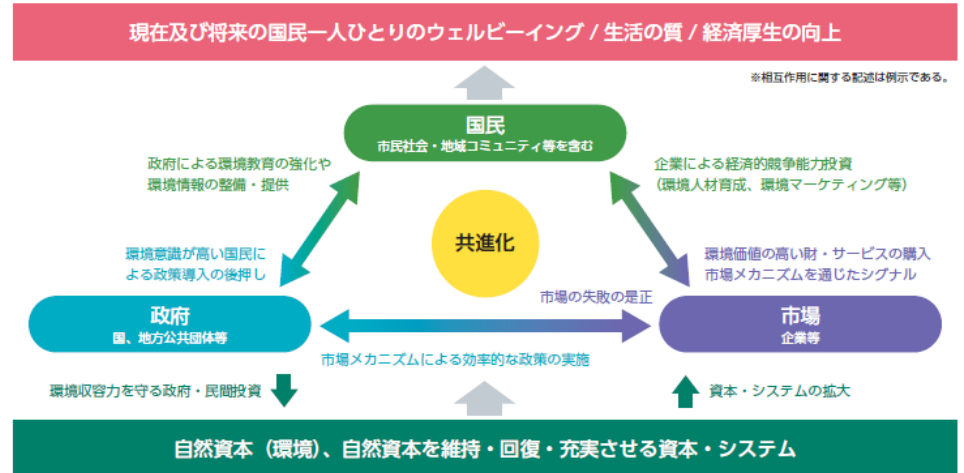 現在及び将来の国民一人ひとりのウェルビーイング / 生活の質 / 経済厚生の向上
※相互作用に関する記述は例示である。
国民
市民社会・地域コミュニティ等を含む
政府による環境教育の強化や
環境情報の整備・提供
企業による経済的競争能力投資
（環境人材育成、環境マーケティング等）
共進化
環境意識が高い国民に
よる政策導入の後押し
環境価値の高い財・サービスの購入
市場メカニズムを通じたシグナル
市場の失敗の是正
政府
国、地方公共団体等
市場
企業等
市場メカニズムによる効率的な政策の実施
環境収容力を守る政府・民間投資
資本・システムの拡大
自然資本（環境）、自然資本を維持・回復・充実させる資本・システム